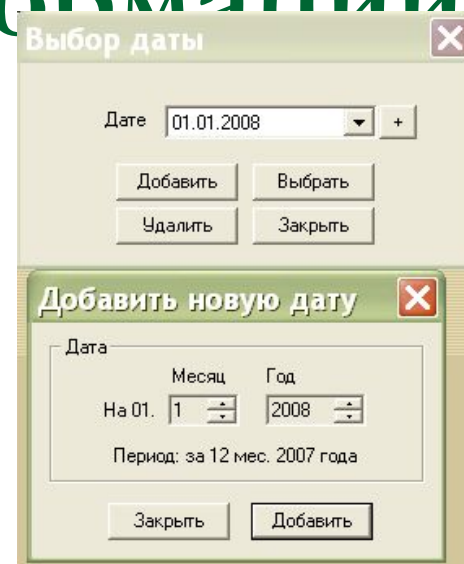 Выбор даты
Дате 01.01.2008 +
Добавить Выбрать
Удалить Закрыть
Добавить новую дату
Дата
Месяц Год
На 01. 1 2008
Период: за 12 мес. 2007 года
Закрыть Добавить